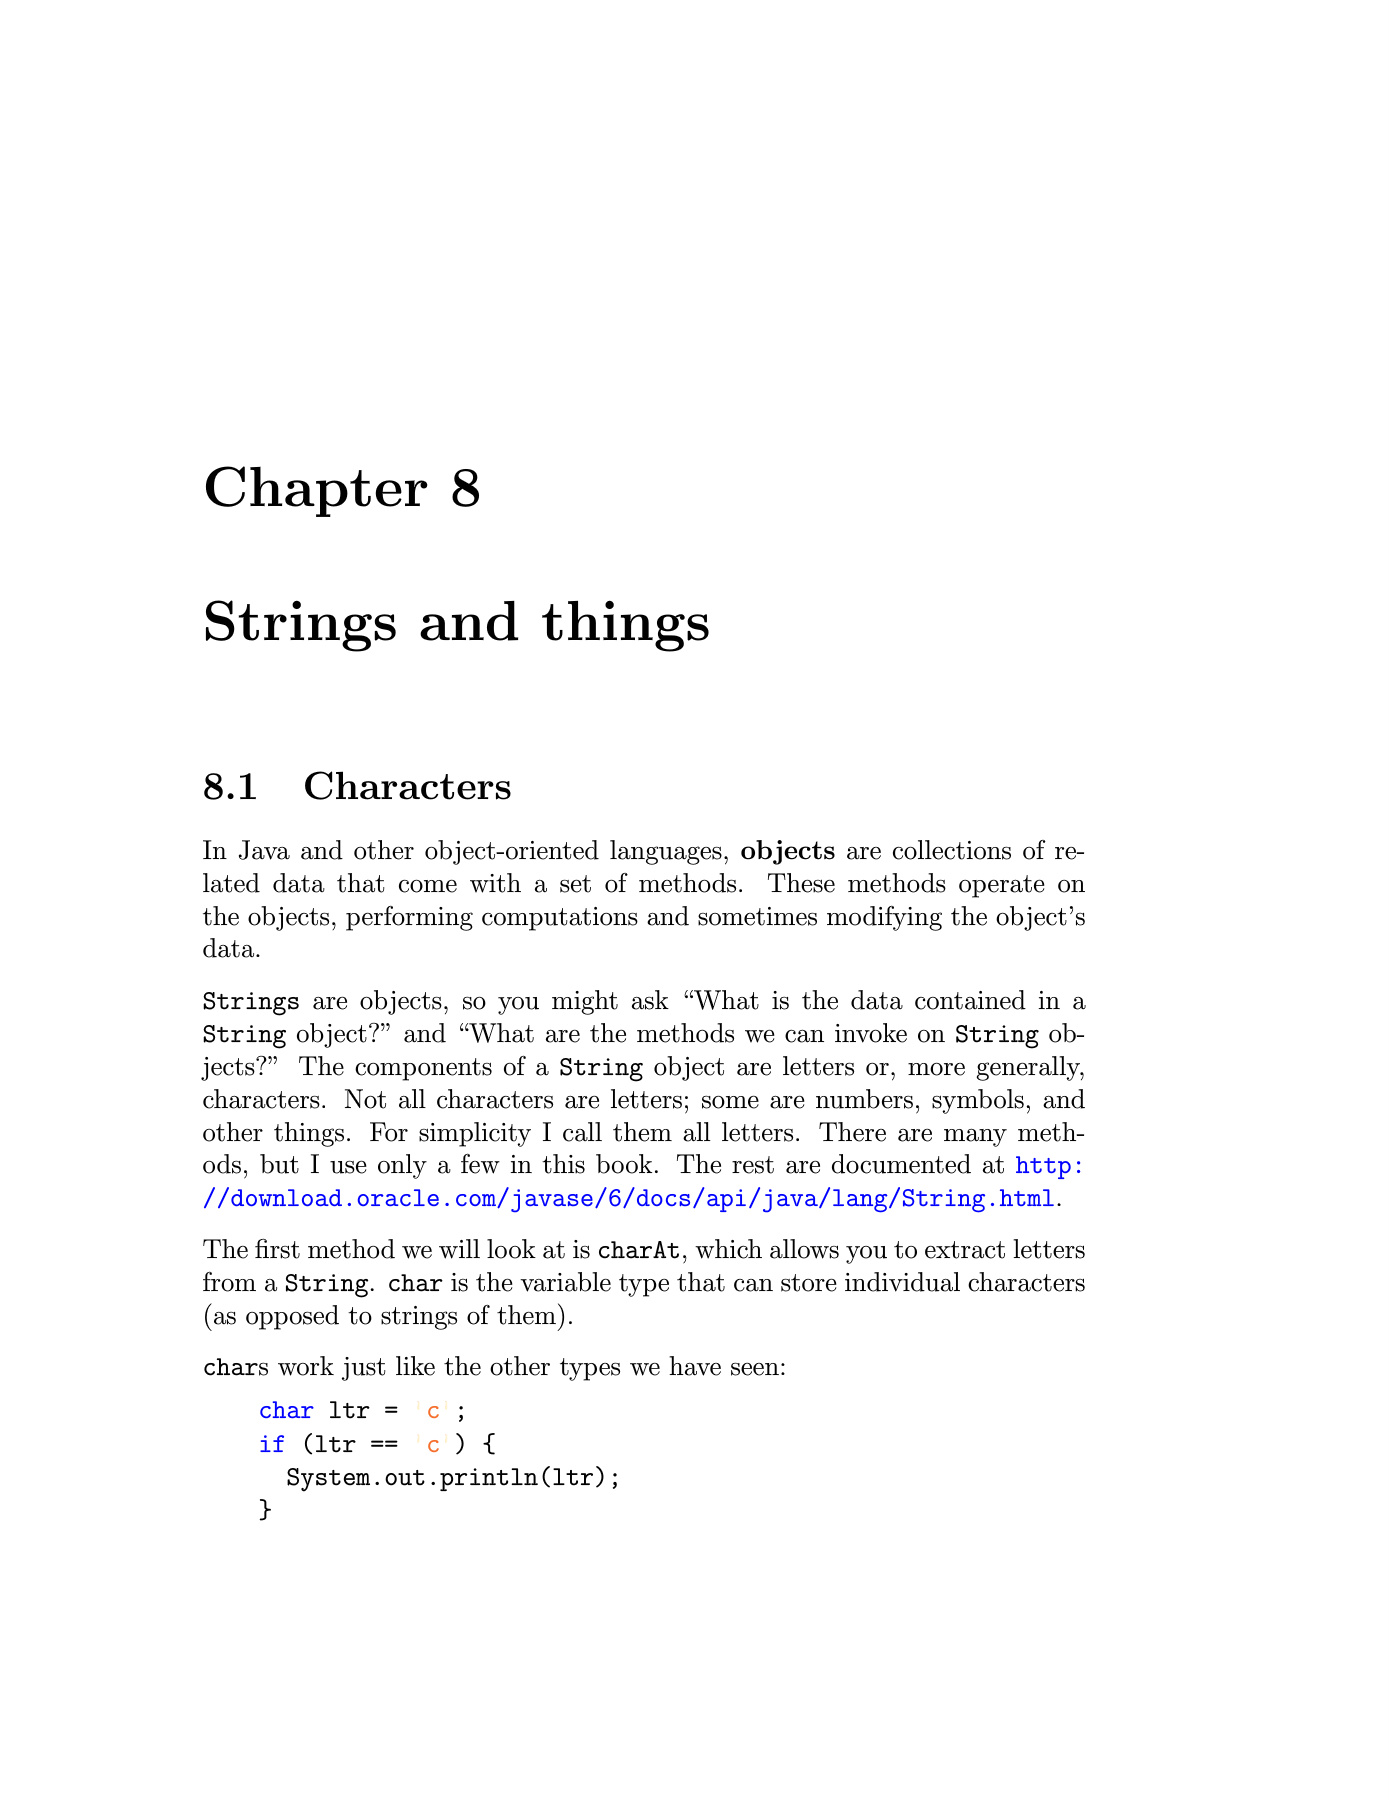 Chapter 8
Strings and things
8.1 Characters
In Java and other object-oriented languages, objects are collections of re-
lated data that come with a set of methods. These methods operate on
the objects, performing computations and sometimes modifying the object’s
data.
Strings are objects, so you might ask “What is the data contained in a
String object?” and “What are the methods we can invoke on String ob-
jects?” The components of a String object are letters or, more generally,
characters. Not all characters are letters; some are numbers, symbols, and
other things. For simplicity I call them all letters. There are many meth-
ods, but I use only a few in this book. The rest are documented at http:
//download.oracle.com/javase/6/docs/api/java/lang/String.html.
The first method we will look at is charAt, which allows you to extract letters
from a String. char is the variable type that can store individual characters
(as opposed to strings of them).
chars work just like the other types we have seen:
char ltr = 'c';
if (ltr == 'c') {
System.out.println(ltr);
}